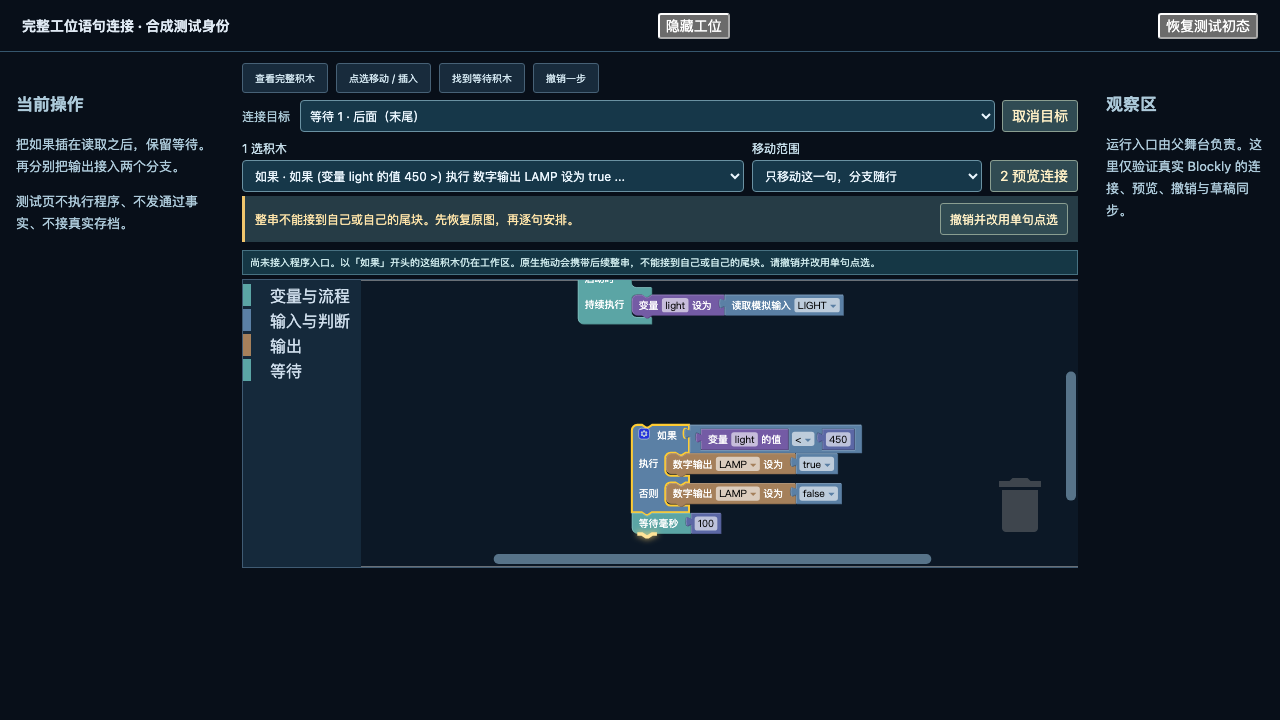 完整工位语句连接 · 合成测试身份
隐藏工位
恢复测试初态
当前操作
把如果插在读取之后，保留等待。
再分别把输出接入两个分支。
测试页不执行程序、不发通过事
实、不接真实存档。
查看完整积木
点选移动 / 插入
找到等待积木
撤销一步
连接目标
等待 1 · 后面（末尾）
取消目标
1 选积木
移动范围
如果 · 如果 (变量 light 的值 450 >) 执行 数字输出 LAMP 设为 true ...
只移动这一句，分支随行
2 预览连接
整串不能接到自己或自己的尾块。先恢复原图，再逐句安排。
撤销并改用单句点选
尚未接入程序入口。以「如果」开头的这组积木仍在工作区。原生拖动会携带后续整串，不能接到自己或自己的尾块。请撤销并改用单句点选。
变量与流程
输入与判断
输出
等待
启动时
持续执行 变量 light 设为 读取模拟输入 LIGHT
如果 变量 light 的值 < 450
执行 数字输出 LAMP 设为 true
否则 数字输出 LAMP 设为 false
等待毫秒 100
观察区
运行入口由父舞台负责。这
里仅验证真实 Blockly 的连
接、预览、撤销与草稿同
步。